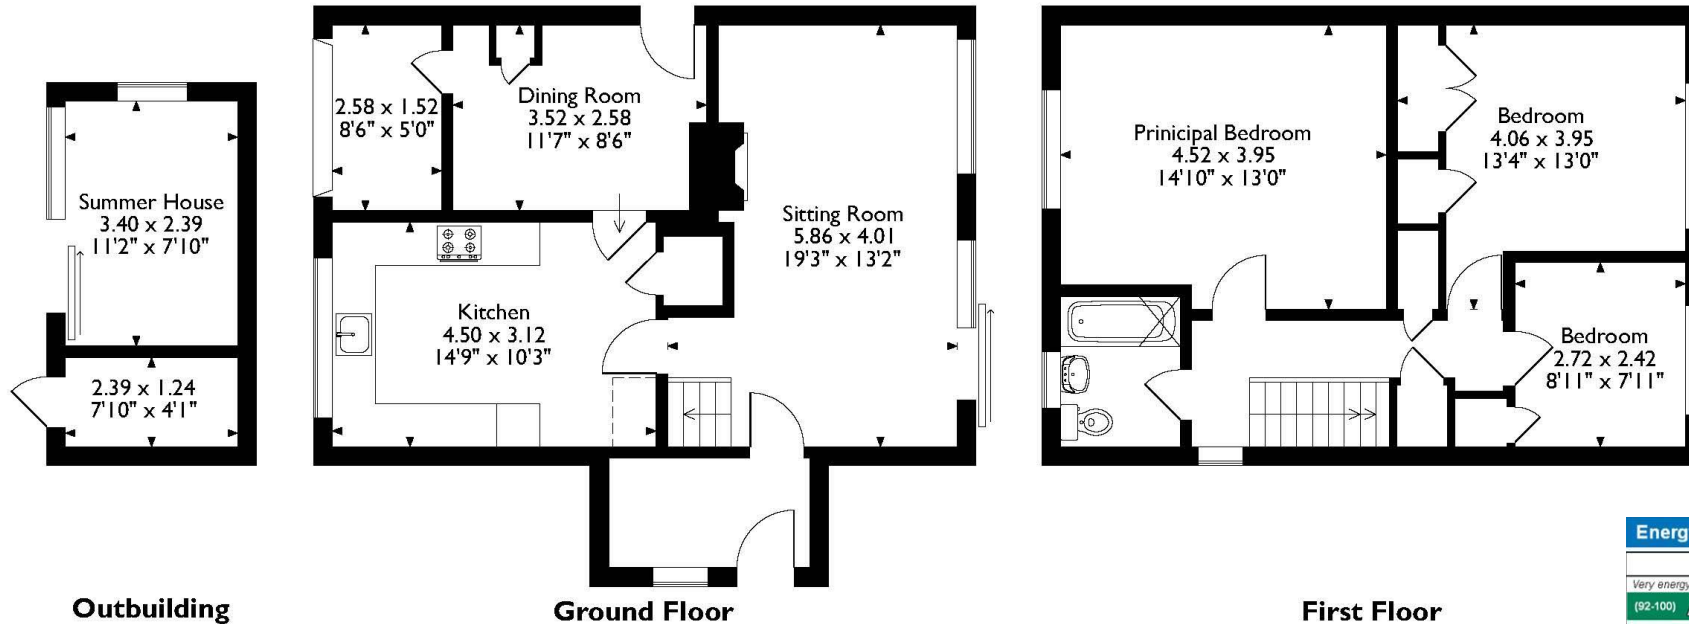 2.58 x 1.52
8'6" x 5'0"
Dining Room
3.52 x 2.58
11'7" x 8'6"
Prinicipal Bedroom
4.52 x 3.95
14'10" x 13'0"
Bedroom
4.06 x 3.95
13'4" x 13'0"
Summer House
3.40 x 2.39
11'2" x 7'10"
Sitting Room
5.86 x 4.01
19'3" x 13'2"
Kitchen
4.50 x 3.12
14'9" x 10'3"
Bedroom
2.72 x 2.42
8'11" x 7'11"
2.39 x 1.24
7'10" x 4'1"
Outbuilding
Ground Floor
First Floor
Energ
Very energy
(92-100)